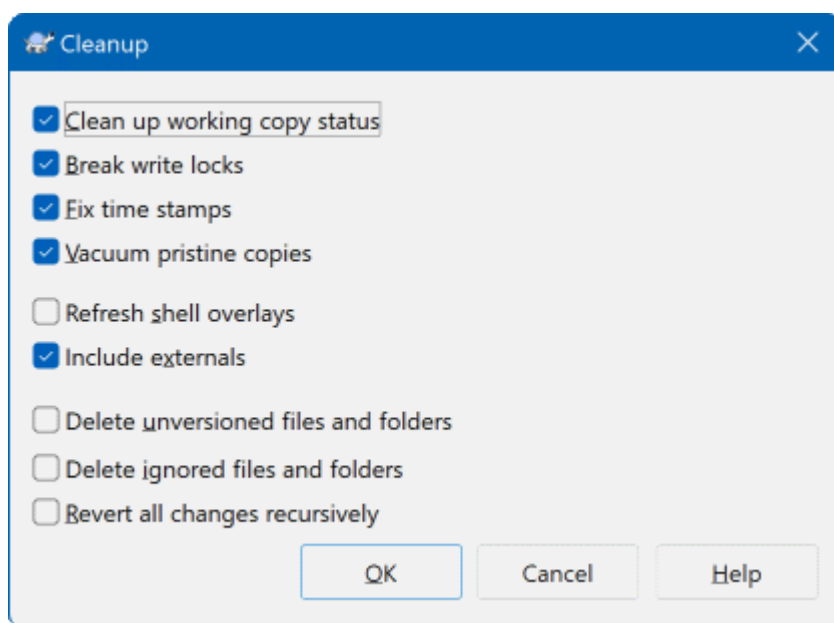 Cleanup
Clean up working copy status
Break write locks
Fix time stamps
Vacuum pristine copies
Refresh shell overlays
Include externals
Delete unversioned files and folders
Delete ignored files and folders
Revert all changes recursively
OK Cancel Help